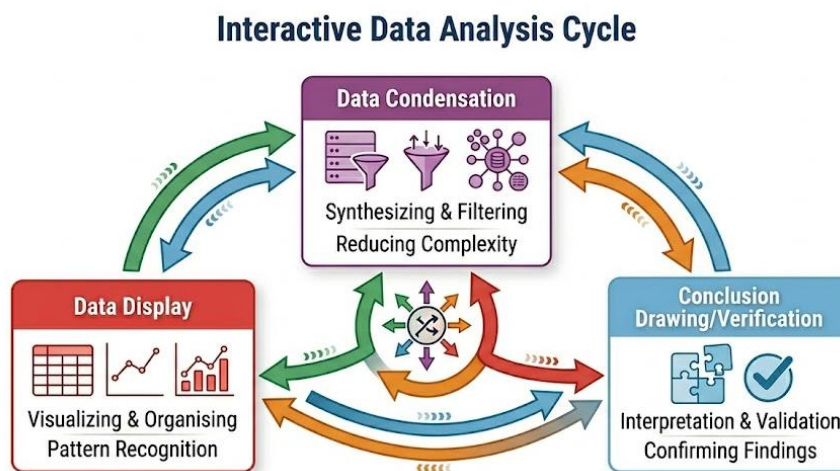 Interactive Data Analysis Cycle
Data Condensation
Synthesizing & Filtering
Reducing Complexity
Data Display
Visualizing & Organising
Pattern Recognition
Conclusion
Drawing/Verification
Interpretation & Validation
Confirming Findings